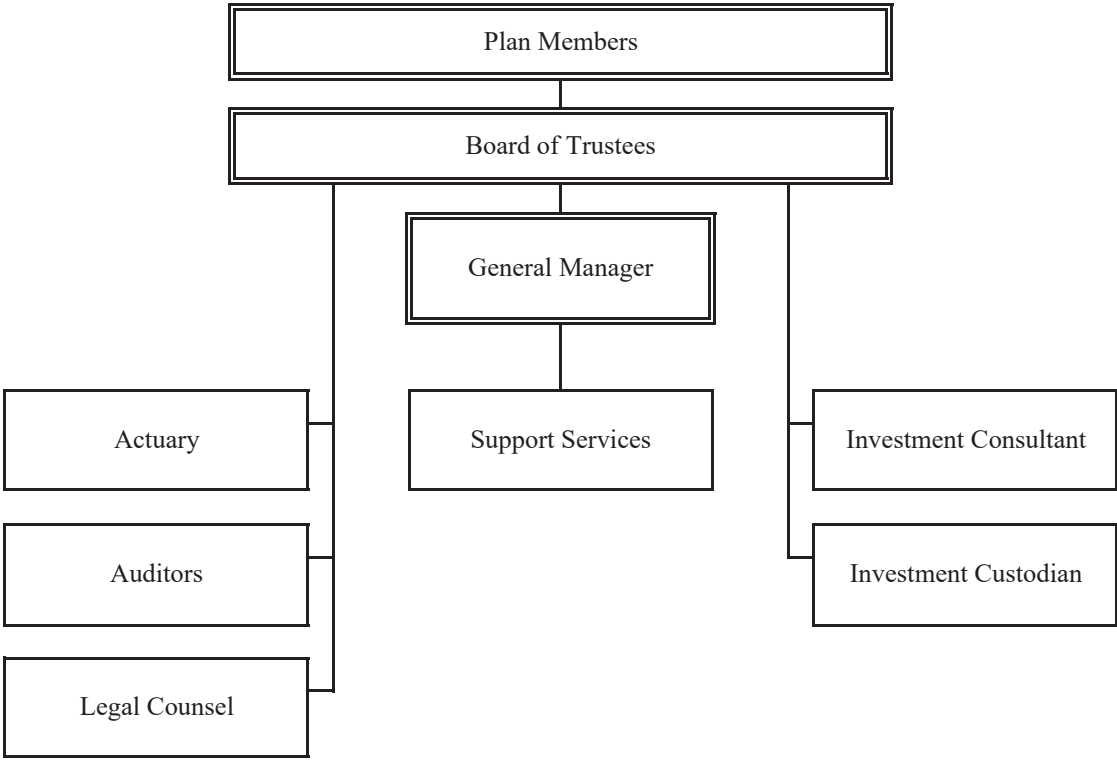 Plan Members
Board of Trustees
General Manager
Actuary
Support Services
Investment Consultant
Auditors
Investment Custodian
Legal Counsel